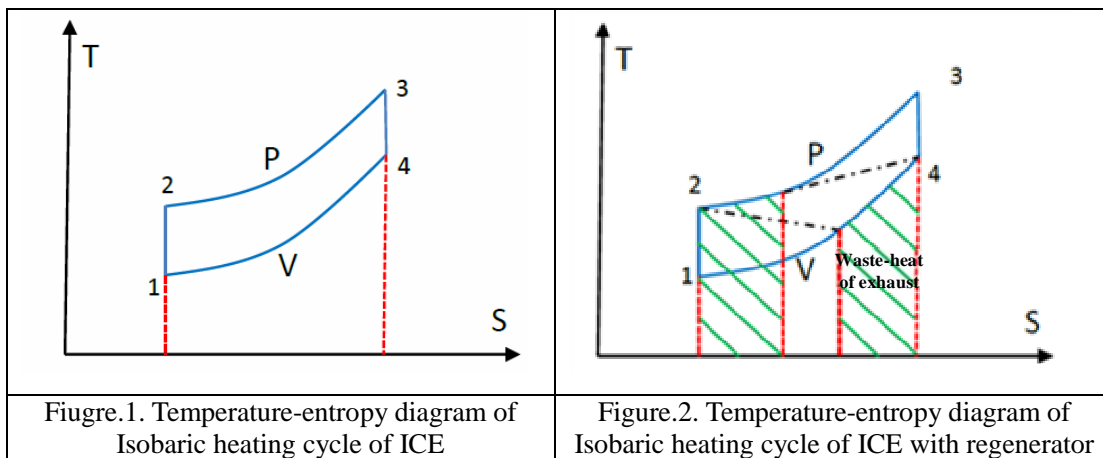 T
3
P
4
2
V
1
S
T
3
P
4
2
Waste-heat
V
of exhaust
1
S
Fiugre.1. Temperature-entropy diagram of
Isobaric heating cycle of ICE
Figure.2. Temperature-entropy diagram of
Isobaric heating cycle of ICE with regenerator